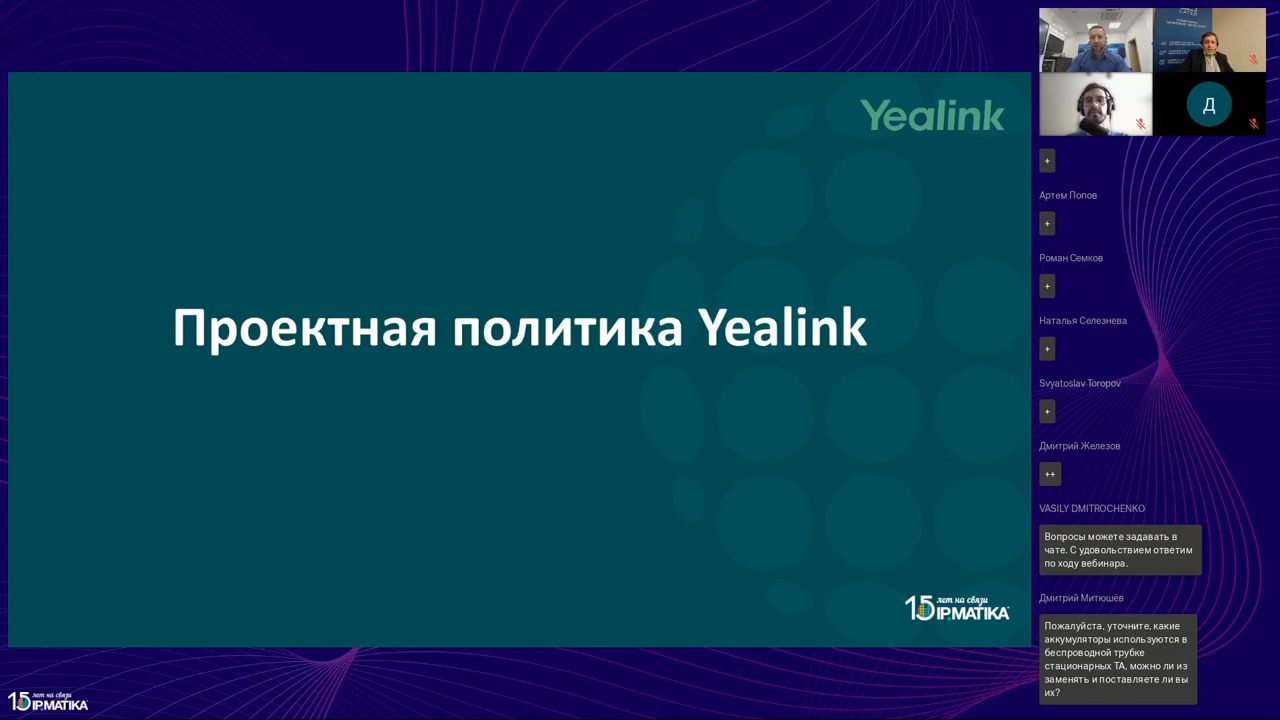 Yealink
Проектная политика Yealink
15 лет на связи
IPMATIKA
15 лет на связи
IPMATIKA
Д
+
Артем Попов
+
Роман Семков
+
Наталья Селезнева
+
Svyatoslav Toropov
+
Дмитрий Железов
++
VASILY DMITROCHENKO
Вопросы можете задавать в
чате. С удовольствием ответим
по ходу вебинара.
Дмитрий Митюшёв
Пожалуйста, уточните, какие
аккумуляторы используются в
беспроводной трубке
стационарных ТА, можно ли из
заменять и поставляете ли вы
их?